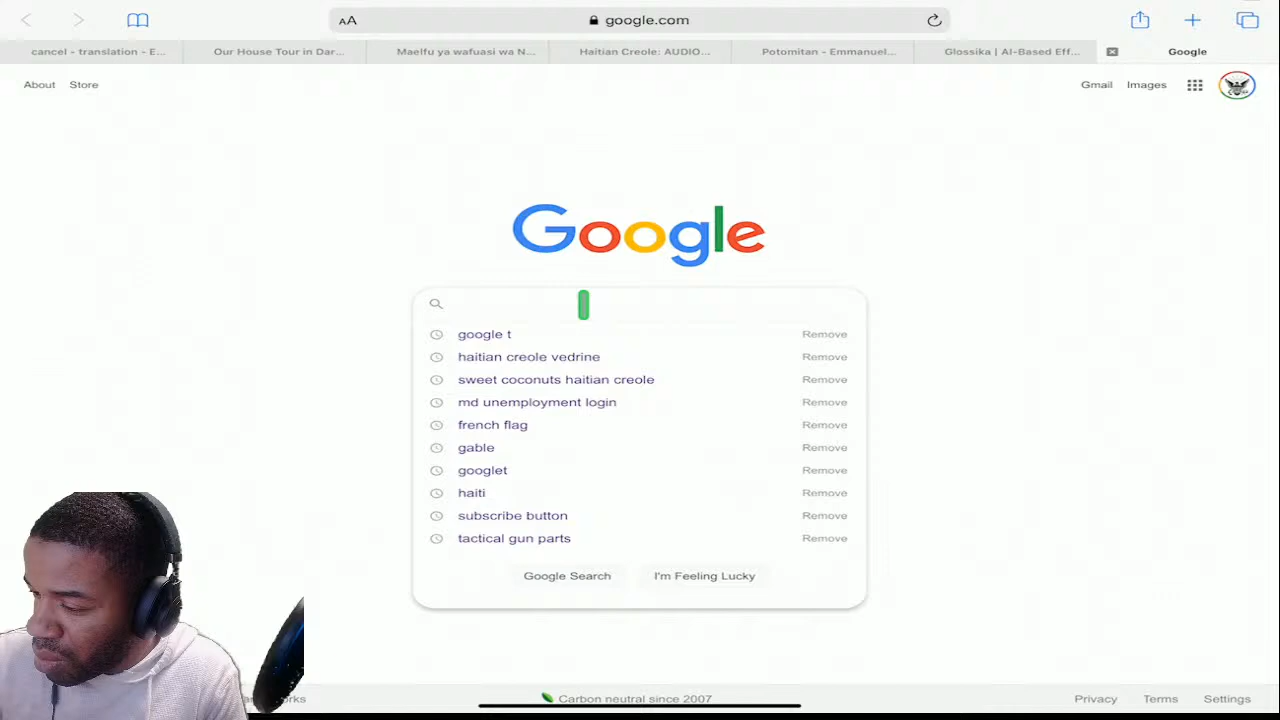 AA
google.com
cancel - translation - E...
Our House Tour in Dar...
Maelfu ya wafuasi wa N...
Haitian Creole: AUDIO...
Potomitan - Emmanuel...
Glossika | AI-Based Eff...
Google
About
Store
Gmail
Images
Google
google t Remove
haitian creole vedrine Remove
sweet coconuts haitian creole Remove
md unemployment login Remove
french flag Remove
gable Remove
googlet Remove
haiti Remove
subscribe button Remove
tactical gun parts Remove
Google Search
I'm Feeling Lucky
Carbon neutral since 2007
Privacy
Terms
Settings